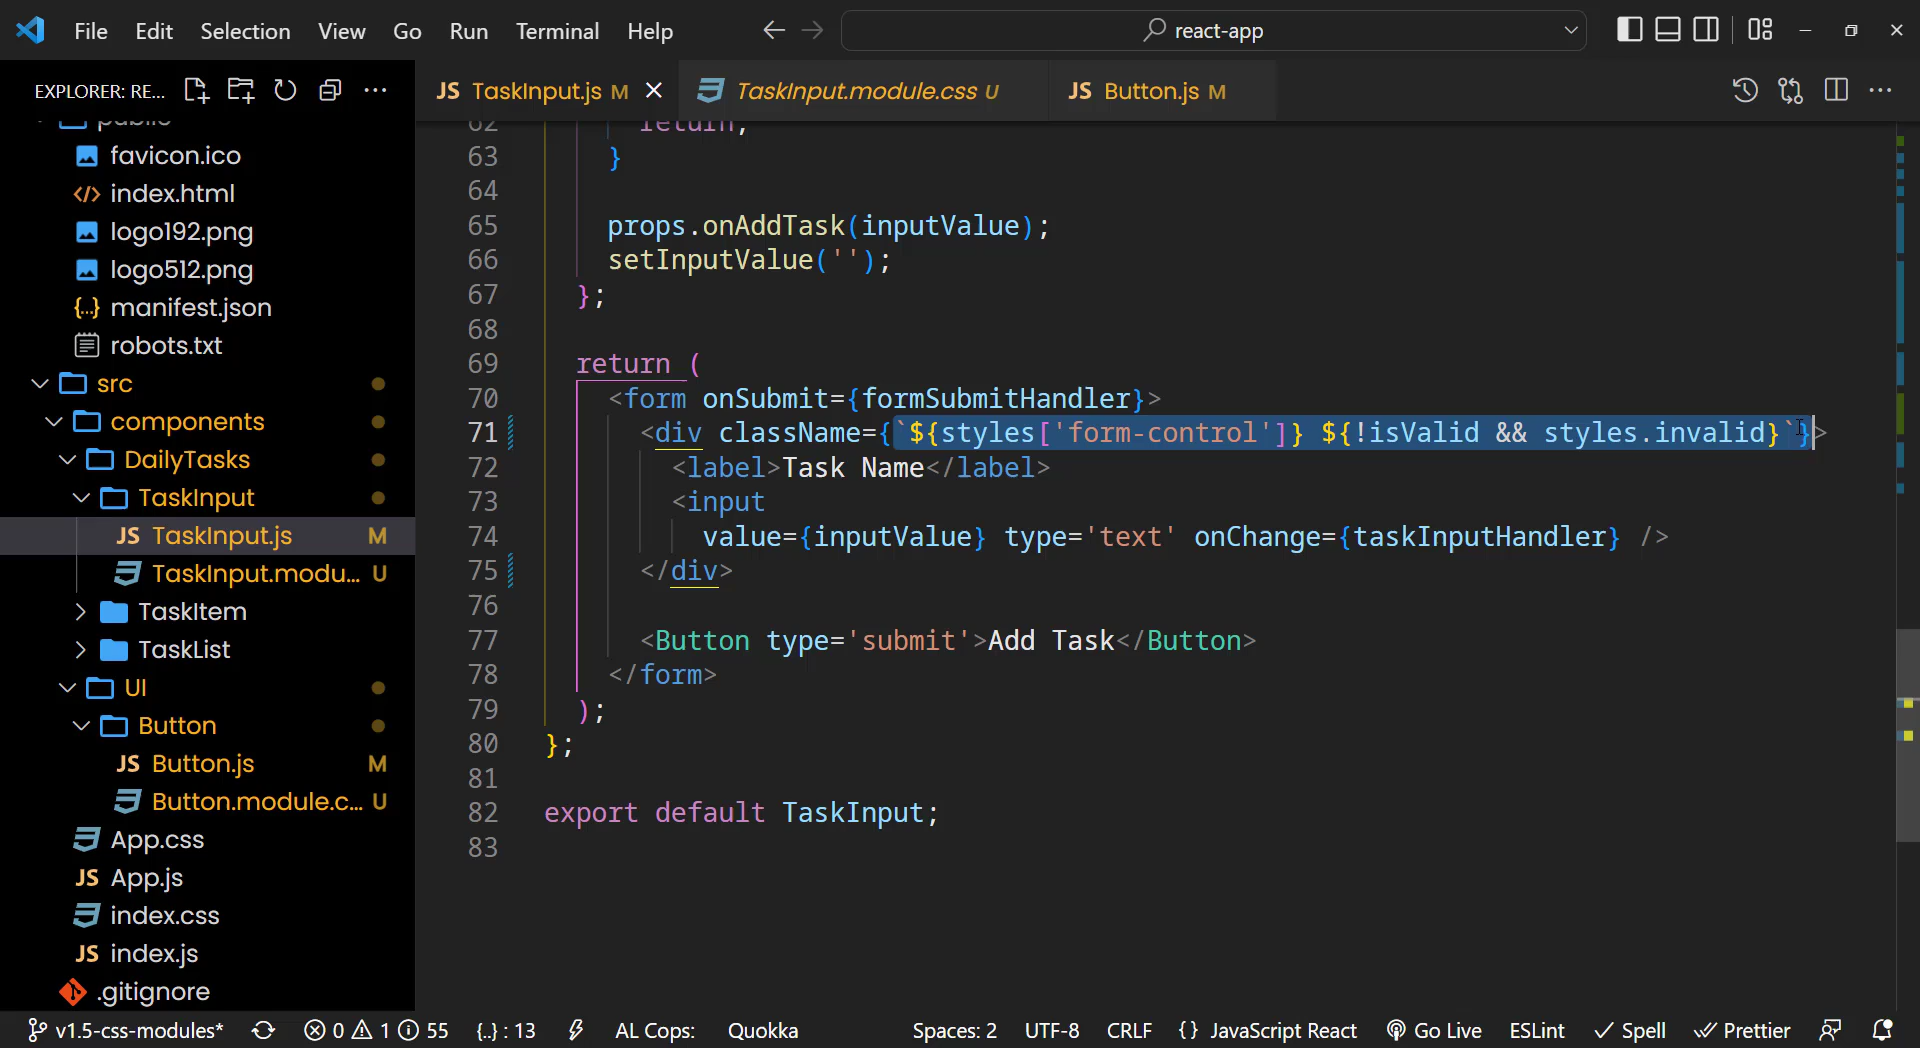 File Edit Selection View Go Run Terminal Help
react-app
EXPLORER: RE...
TaskInput.js M
TaskInput.module.css U
Button.js M
public
favicon.ico
index.html
logo192.png
logo512.png
manifest.json
robots.txt
src
components
DailyTasks
TaskInput
TaskInput.js M
TaskInput.modu... U
TaskItem
TaskList
UI
Button
Button.js M
Button.module.c... U
App.css
App.js
index.css
index.js
.gitignore
62 return;
63 }
64
65 props.onAddTask(inputValue);
66 setInputValue('');
67 };
68
69 return (
70 <form onSubmit={formSubmitHandler}>
71 <div className={`${styles['form-control']} ${!isValid && styles.invalid}`}>
72 <label>Task Name</label>
73 <input
74 value={inputValue} type='text' onChange={taskInputHandler} />
75 </div>
76
77 <Button type='submit'>Add Task</Button>
78 </form>
79 );
80 };
81
82 export default TaskInput;
83
v1.5-css-modules* 0 1 55 {..} : 13 AL Cops: Quokka Spaces: 2 UTF-8 CRLF {} JavaScript React Go Live ESLint Spell Prettier